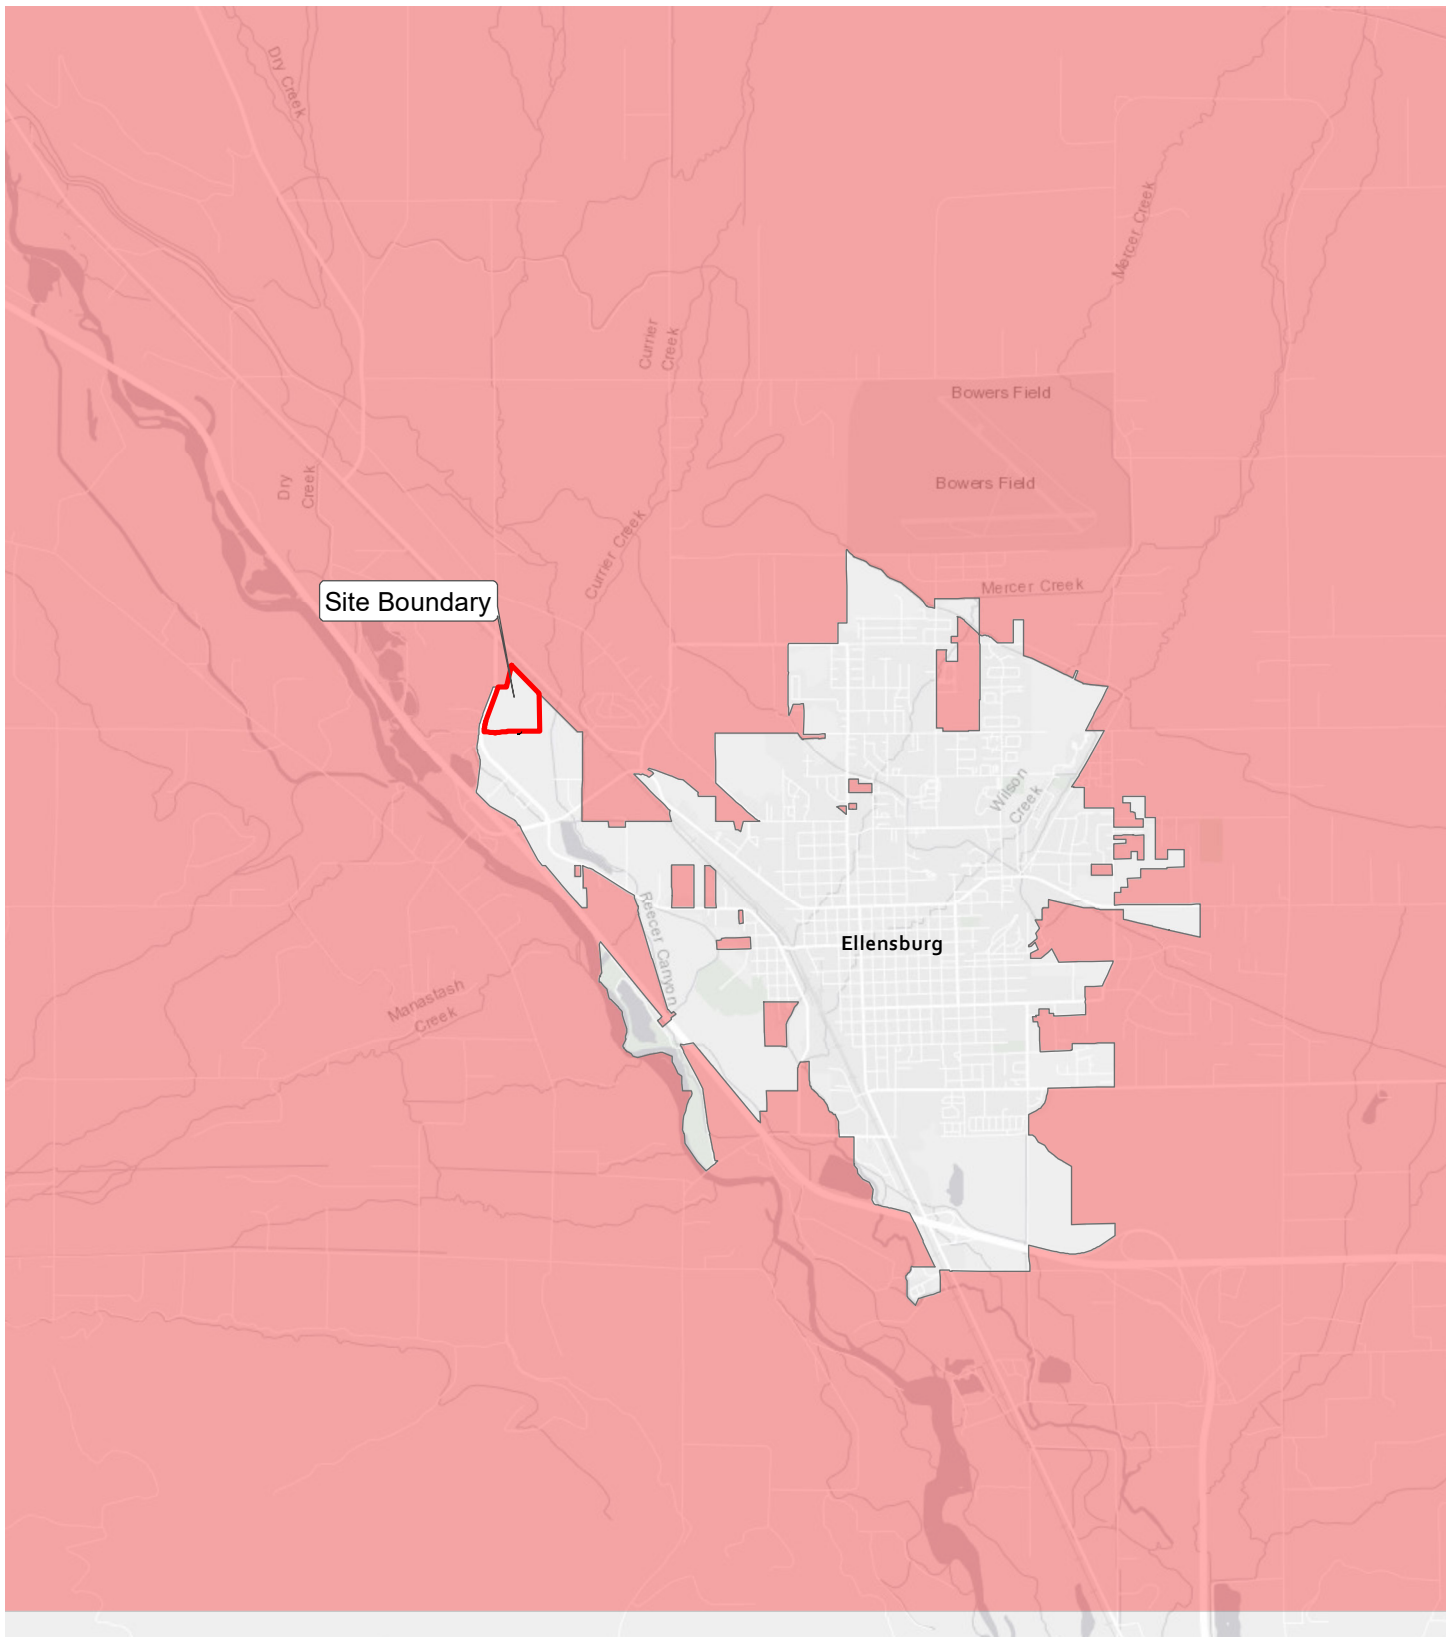 Dry Creek
Mercer Creek
Currier
Creek
Bowers Field
Dry
Creek
Bowers Field
Currier Creek
Mercer Creek
Site Boundary
Wilson
Creek
Reecer Canyon
Ellensburg
Manastash
Creek